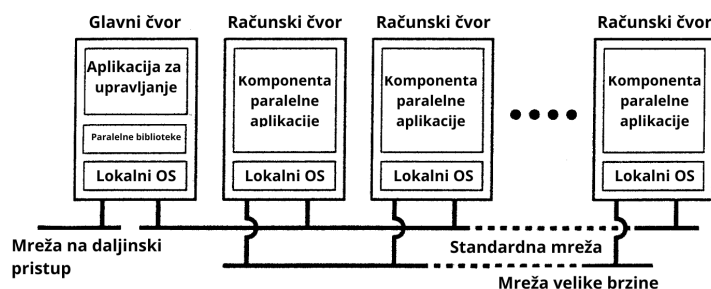 Glavni čvor
Računski čvor
Računski čvor
Računski čvor
Aplikacija za
upravljanje
Paralelne biblioteke
Lokalni OS
Komponenta
paralelne
aplikacije
Lokalni OS
Komponenta
paralelne
aplikacije
Lokalni OS
Komponenta
paralelne
aplikacije
Lokalni OS
Mreža na daljinski
pristup
Standardna mreža
Mreža velike brzine